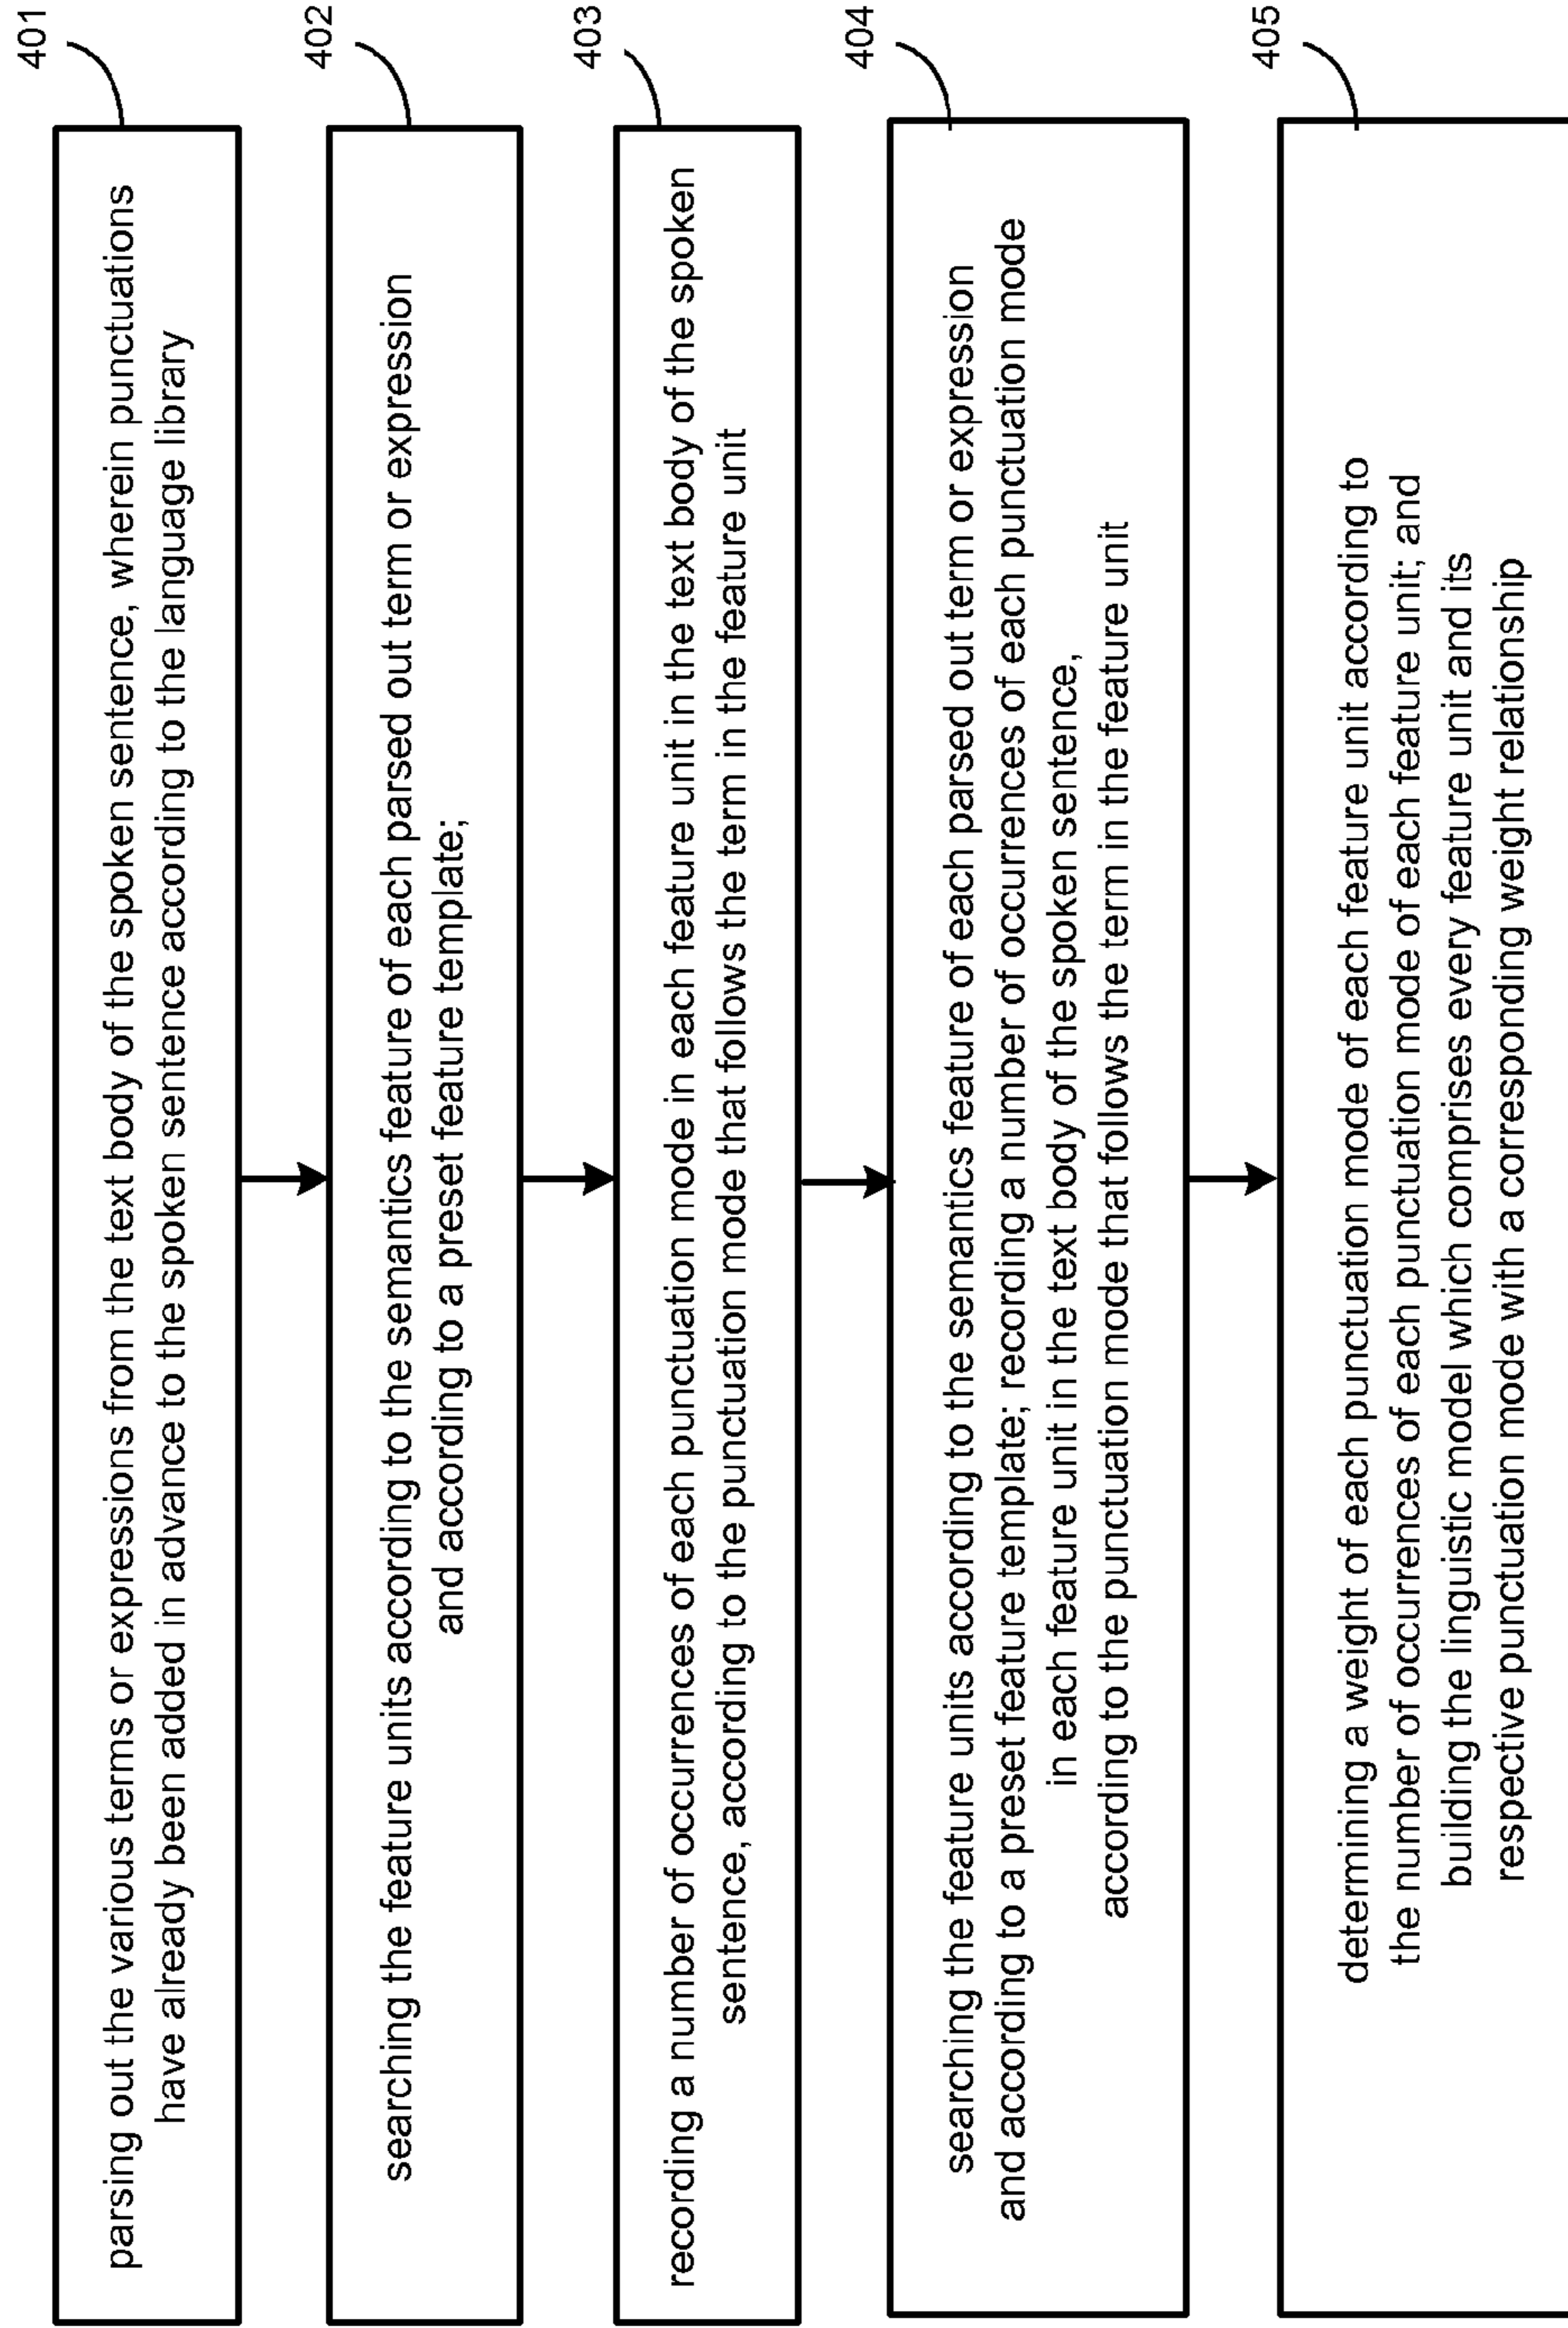 401
parsing out the various terms or expressions from the text body of the spoken sentence, wherein punctuations
have already been added in advance to the spoken sentence according to the language library
402
searching the feature units according to the semantics feature of each parsed out term or expression
and according to a preset feature template;
403
recording a number of occurrences of each punctuation mode in each feature unit in the text body of the spoken
sentence, according to the punctuation mode that follows the term in the feature unit
404
searching the feature units according to the semantics feature of each parsed out term or expression
and according to a preset feature template; recording a number of occurrences of each punctuation mode
in each feature unit in the text body of the spoken sentence,
according to the punctuation mode that follows the term in the feature unit
405
determining a weight of each punctuation mode of each feature unit according to
the number of occurrences of each punctuation mode of each feature unit; and
building the linguistic model which comprises every feature unit and its
respective punctuation mode with a corresponding weight relationship